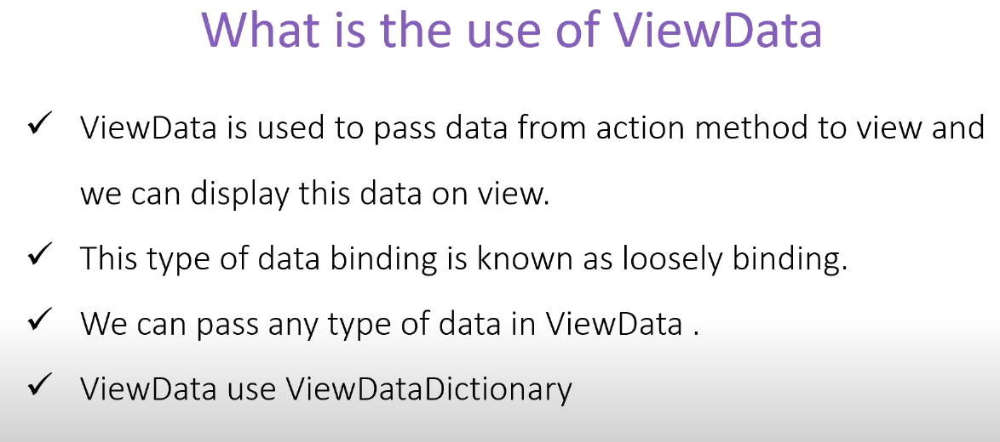 What is the use of ViewData
✓ ViewData is used to pass data from action method to view and
we can display this data on view.
✓ This type of data binding is known as loosely binding.
✓ We can pass any type of data in ViewData .
✓ ViewData use ViewDataDictionary